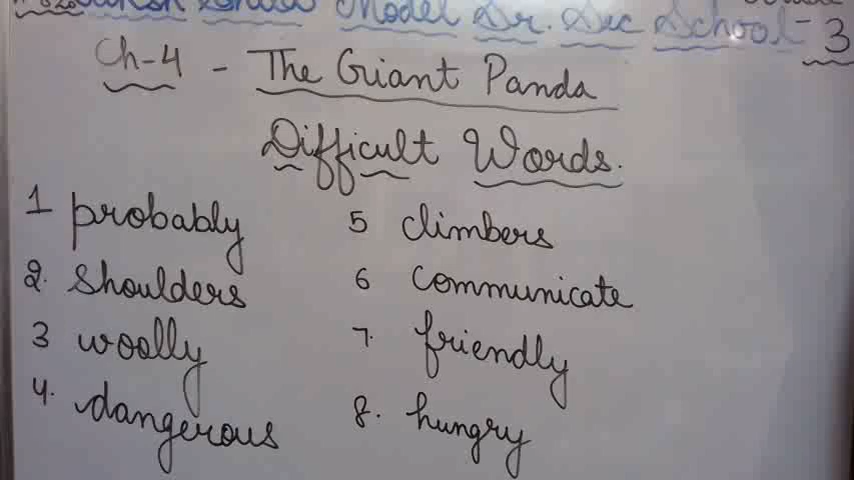 Model Sr. Sec School - 3
Ch-4 - The Giant Panda
Difficult Words.
1 probably
2. Shoulders
3 woolly
4. dangerous
5 climbers
6 communicate
7. friendly
8. hungry